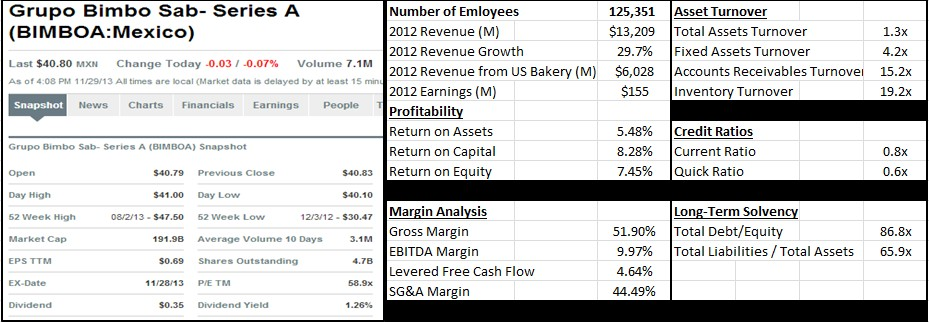 Grupo Bimbo Sab- Series A
(BIMBOA:Mexico)
Last $40.80 MXN Change Today -0.03 / -0.07% Volume 7.1M
As of 4:08 PM 11/29/13 All times are local (Market data is delayed by at least 15 minu
Snapshot News Charts Financials Earnings People T
Grupo Bimbo Sab- Series A (BIMBOA) Snapshot
Open $40.79 Previous Close $40.83
Day High $41.00 Day Low $40.10
52 Week High 08/2/13 - $47.50 52 Week Low 12/3/12 - $30.47
Market Cap 191.9B Average Volume 10 Days 3.1M
EPS TTM $0.69 Shares Outstanding 4.7B
EX-Date 11/28/13 P/E TM 58.9x
Dividend $0.35 Dividend Yield 1.26%
Number of Emloyees 125,351
2012 Revenue (M) $13,209
2012 Revenue Growth 29.7%
2012 Revenue from US Bakery (M) $6,028
2012 Earnings (M) $155
Profitability
Return on Assets 5.48%
Return on Capital 8.28%
Return on Equity 7.45%
Margin Analysis
Gross Margin 51.90%
EBITDA Margin 9.97%
Levered Free Cash Flow 4.64%
SG&A Margin 44.49%
Asset Turnover
Total Assets Turnover 1.3x
Fixed Assets Turnover 4.2x
Accounts Receivables Turnover 15.2x
Inventory Turnover 19.2x
Credit Ratios
Current Ratio 0.8x
Quick Ratio 0.6x
Long-Term Solvency
Total Debt/Equity 86.8x
Total Liabilities / Total Assets 65.9x